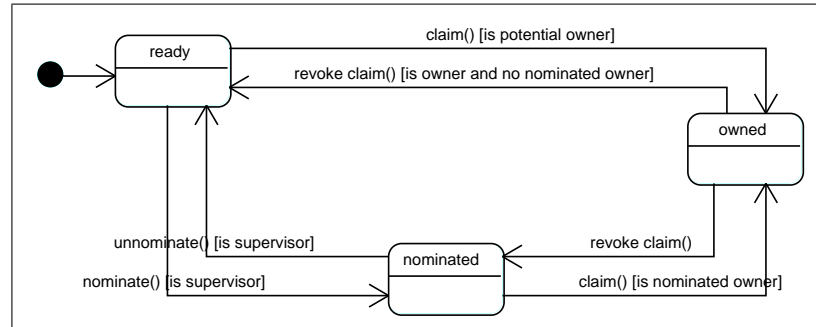 claim() [is potential owner]
ready
revoke claim() [is owner and no nominated owner]
owned
unnominate() [is supervisor]
revoke claim()
nominated
nominate() [is supervisor]
claim() [is nominated owner]